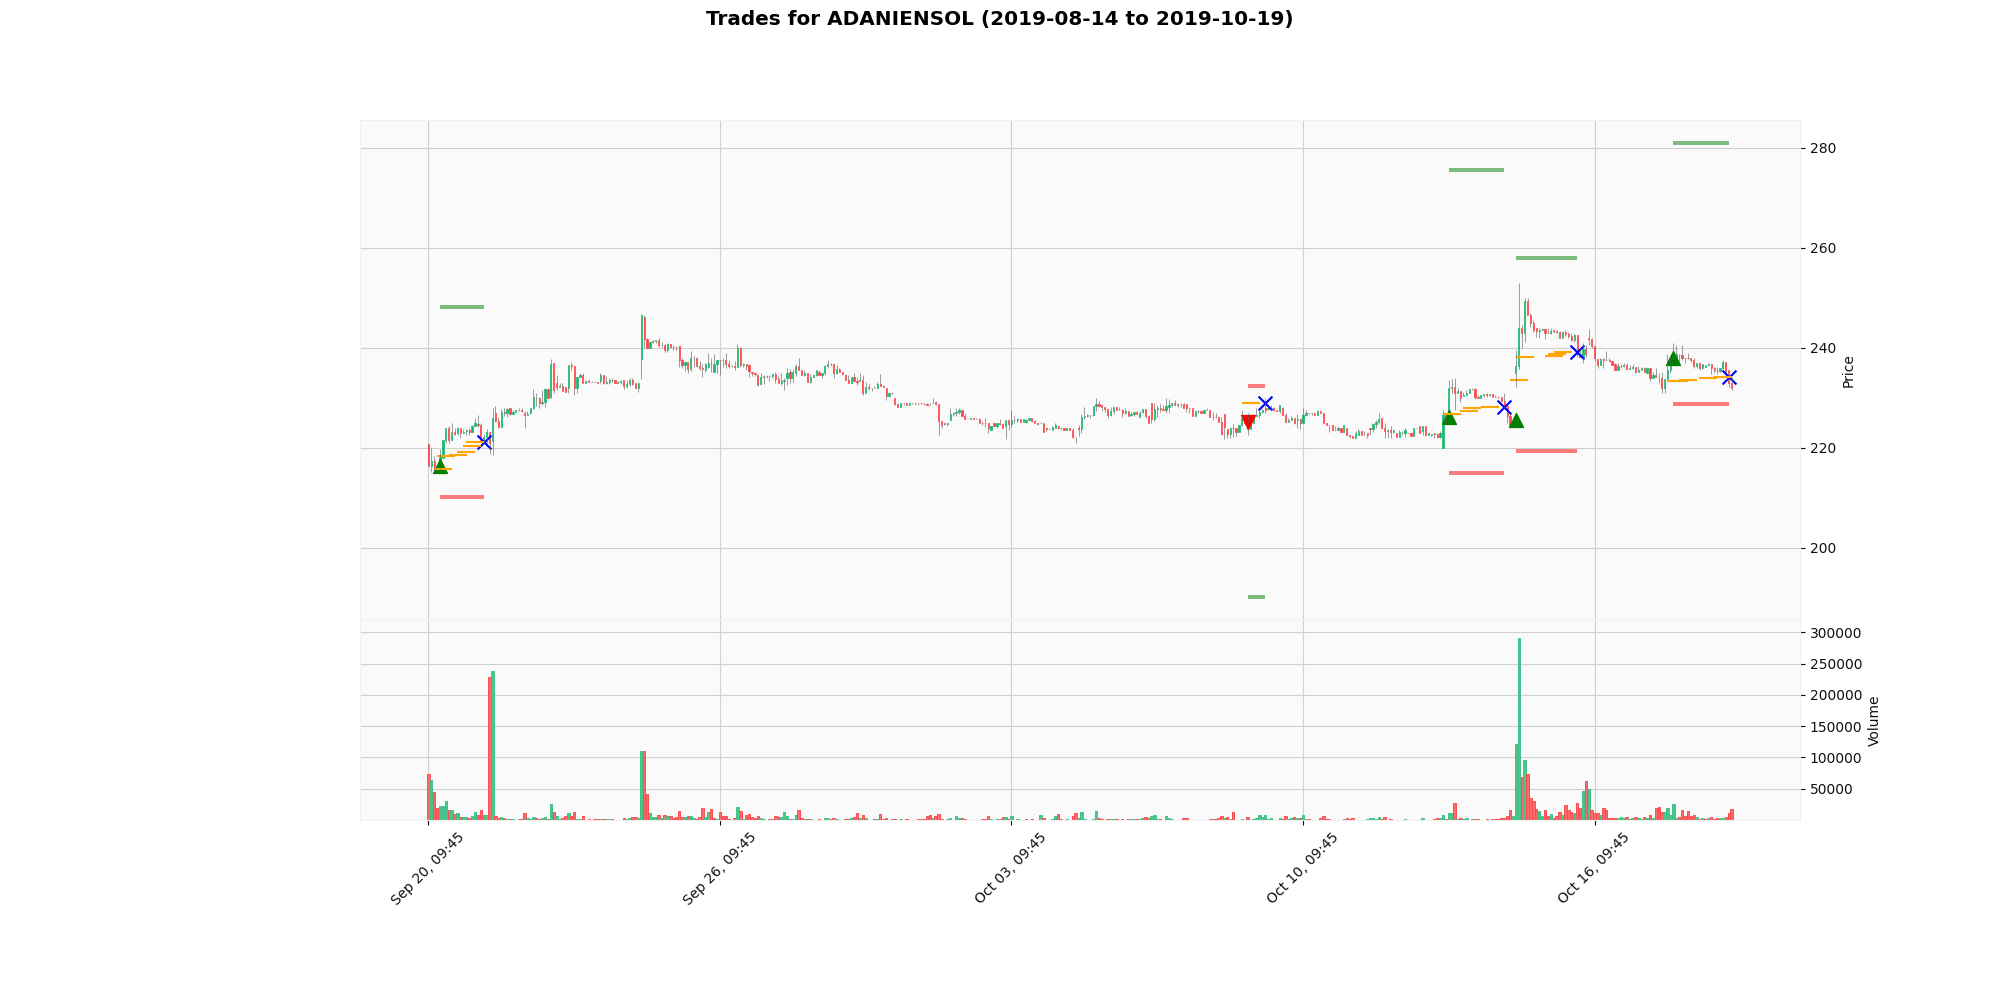 Trades for ADANIENSOL (2019-08-14 to 2019-10-19)
280
260
240
220
200
Price
300000
250000
200000
150000
100000
50000
Volume
Sep 20, 09:45
Sep 26, 09:45
Oct 03, 09:45
Oct 10, 09:45
Oct 16, 09:45